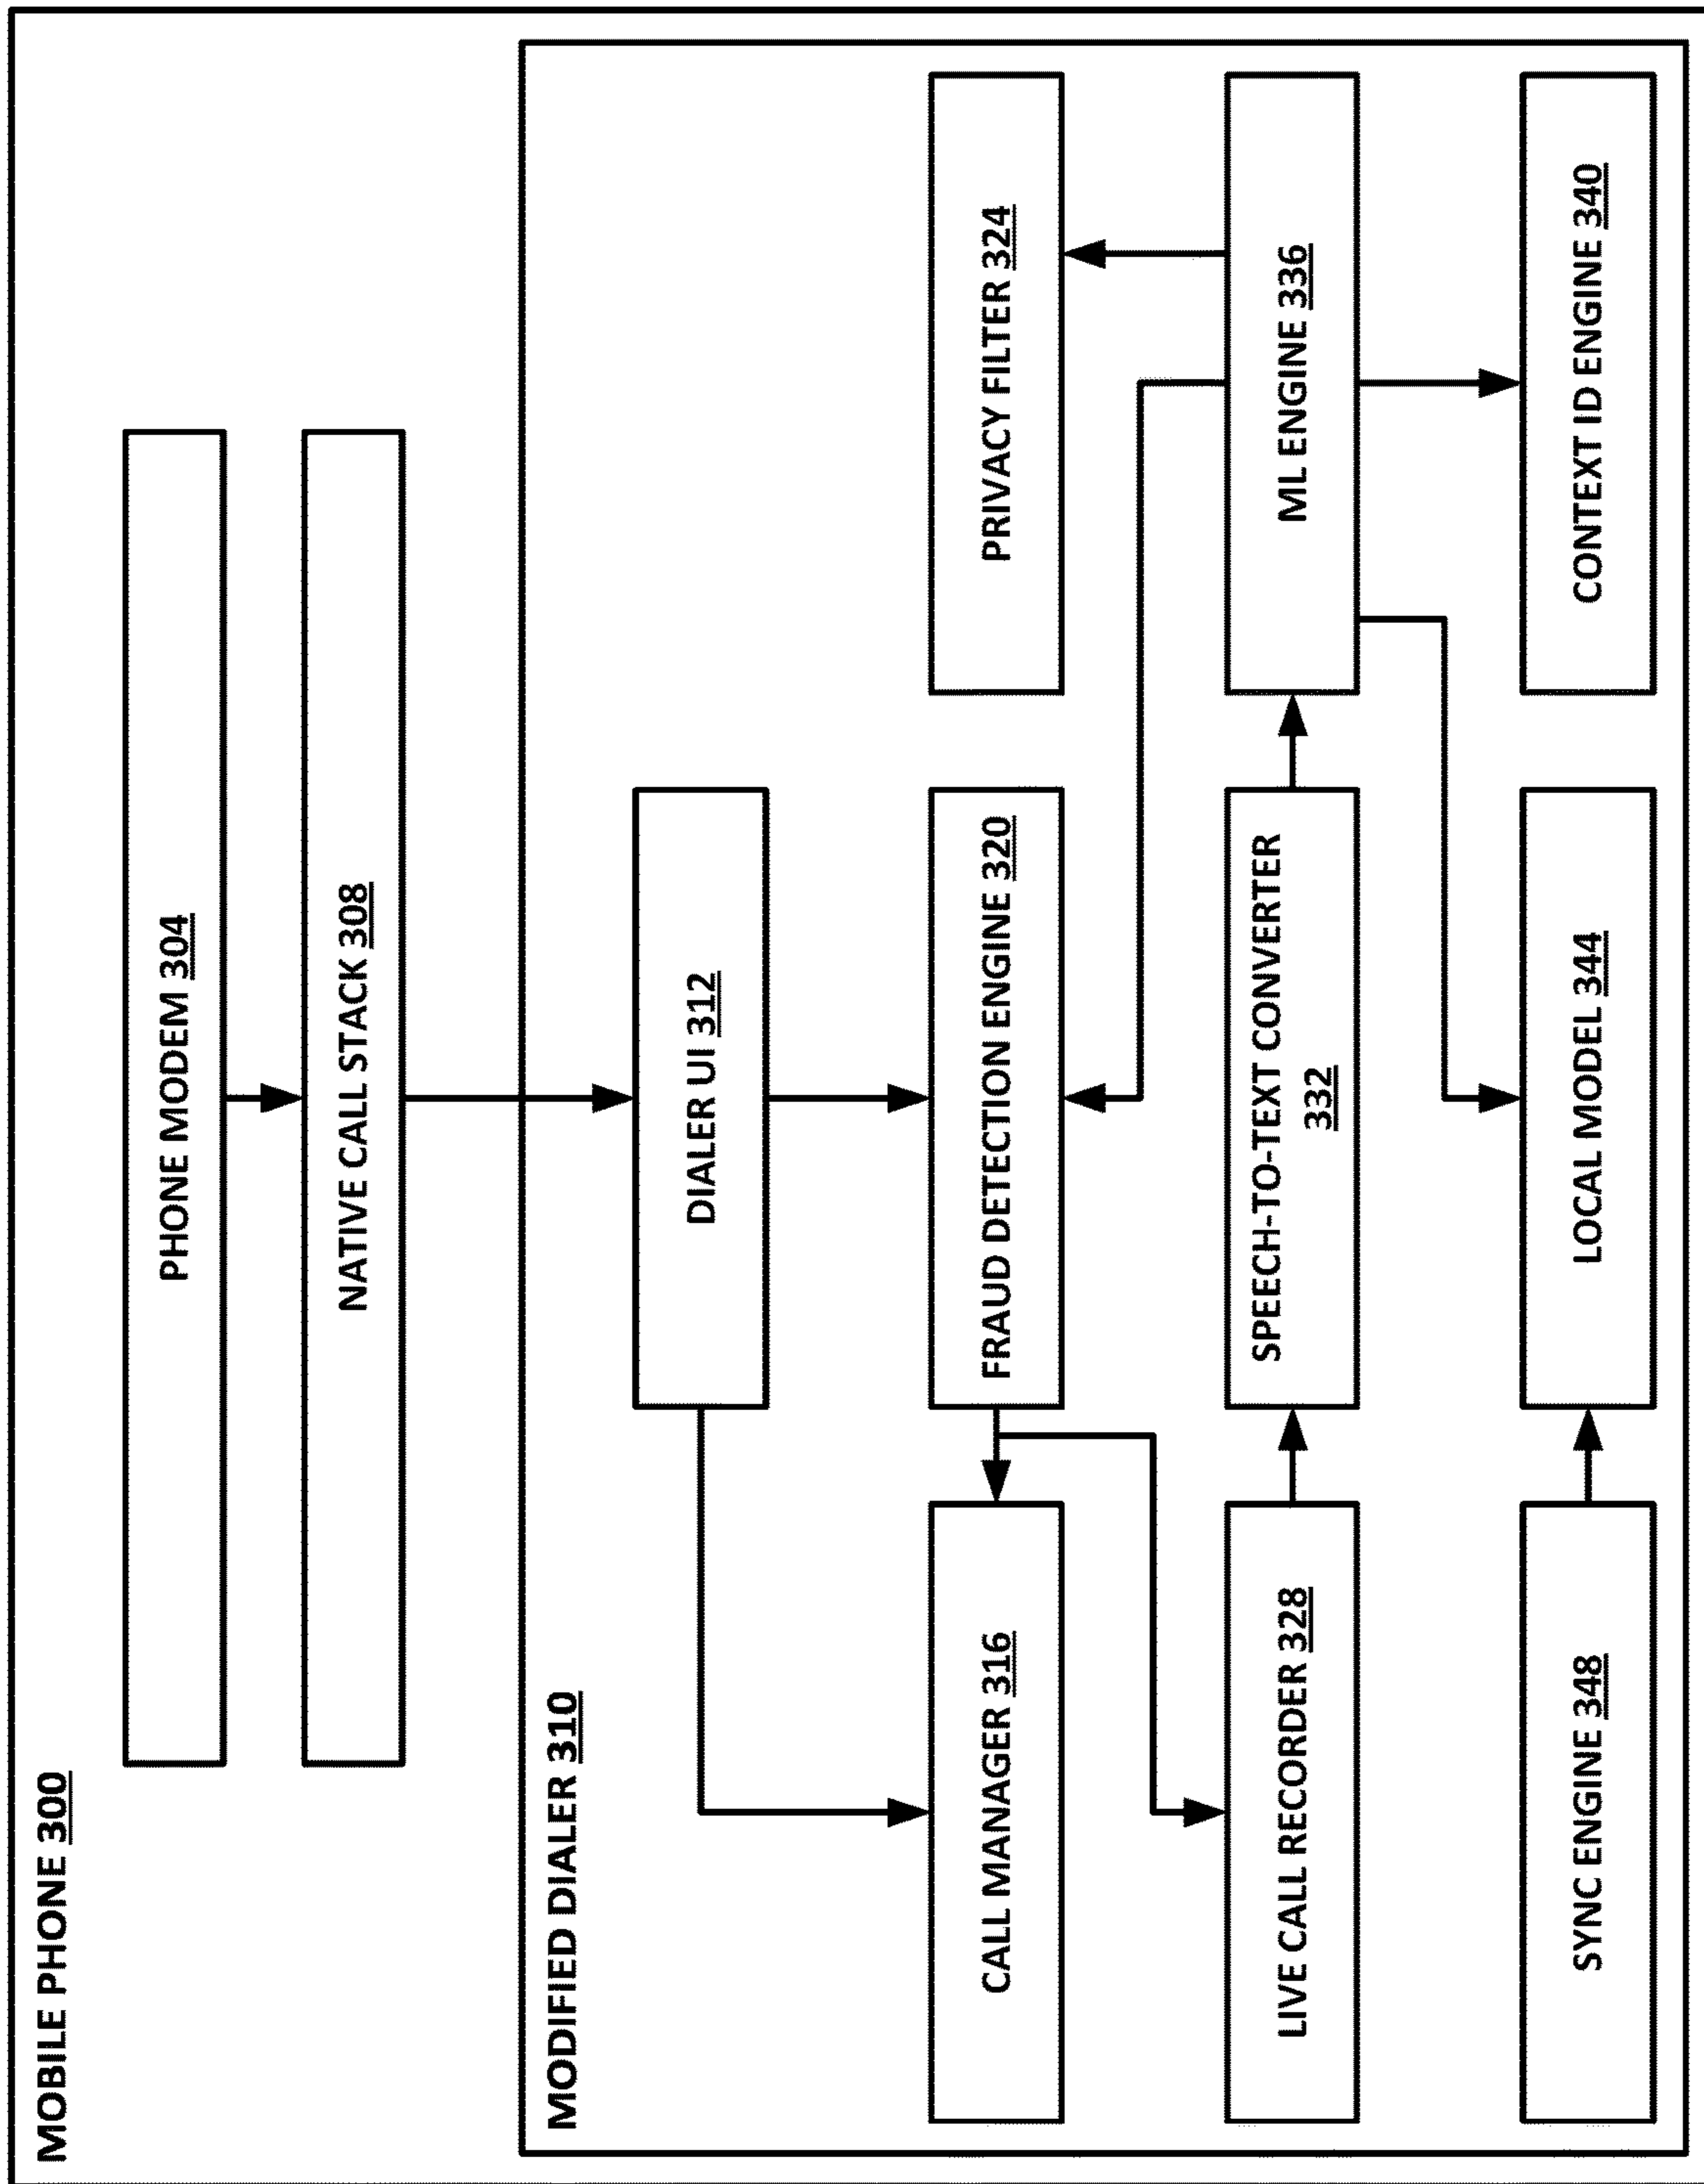 MOBILE PHONE 300
PHONE MODEM 304
NATIVE CALL STACK 308
MODIFIED DIALER 310
DIALER UI 312
CALL MANAGER 316
FRAUD DETECTION ENGINE 320
PRIVACY FILTER 324
LIVE CALL RECORDER 328
SPEECH-TO-TEXT CONVERTER
332
ML ENGINE 336
SYNC ENGINE 348
LOCAL MODEL 344
CONTEXT ID ENGINE 340